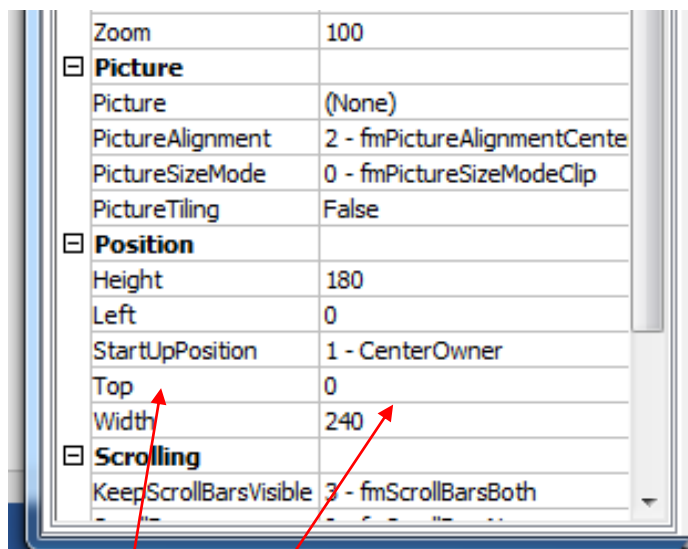 Zoom 100
Picture
Picture (None)
PictureAlignment 2 - fmPictureAlignmentCente
PictureSizeMode 0 - fmPictureSizeModeClip
PictureTiling False
Position
Height 180
Left 0
StartUpPosition 1 - CenterOwner
Top 0
Width 240
Scrolling
KeepScrollBarsVisible 3 - fmScrollBarsBoth